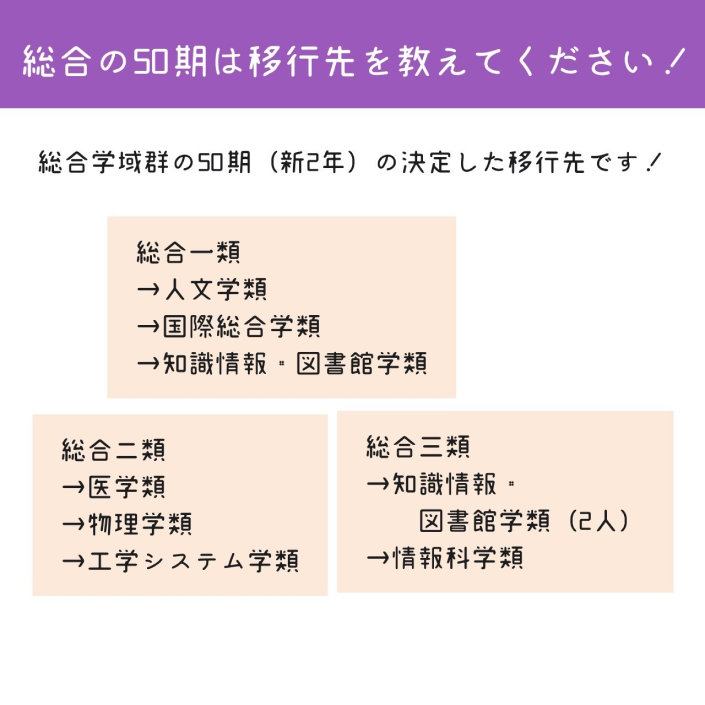 総合の50期は移行先を教えてください！
総合学域群の50期（新2年）の決定した移行先です！
総合一類
→人文学類
→国際総合学類
→知識情報・図書館学類
総合二類
→医学類
→物理学類
→工学システム学類
総合三類
→知識情報・
図書館学類（2人）
→情報科学類